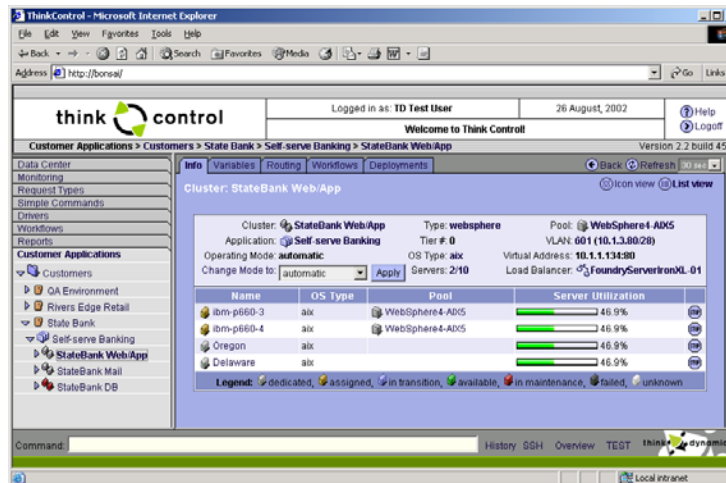 ThinkControl - Microsoft Internet Explorer
File Edit View Favorites Tools Help
Back Search Favorites Media
Address http://bonsai/ Go Links
think control
Logged in as: TD Test User 26 August, 2002 Help
Welcome to Think Control! Logoff
Customer Applications > Customers > State Bank > Self-serve Banking > StateBank Web/App Version 2.2 build 45
Data Center
Monitoring
Request Types
Simple Commands
Drivers
Workflows
Reports
Customer Applications
Customers
QA Environment
Rivers Edge Retail
State Bank
Self-serve Banking
StateBank Web/App
StateBank Mail
StateBank DB
Info Variables Routing Workflows Deployments Back Refresh 30 sec
Cluster: StateBank Web/App Icon view List view
Cluster: StateBank Web/App Type: websphere Pool: WebSphere4-AIX5
Application: Self-serve Banking Tier #: 0 VLAN: 601 (10.1.3.80/28)
Operating Mode: automatic OS Type: aix Virtual Address: 10.1.1.134:80
Change Mode to: automatic Apply Servers: 2/10 Load Balancer: FoundryServerIronXL-01
Name OS Type Pool Server Utilization
ibm-p660-3 aix WebSphere4-AIX5 46.9%
ibm-p660-4 aix WebSphere4-AIX5 46.9%
Oregon aix 46.9%
Delaware aix 46.9%
Legend: dedicated, assigned, in transition, available, in maintenance, failed, unknown
Command: History SSH Overview TEST think dynamic
Local intranet